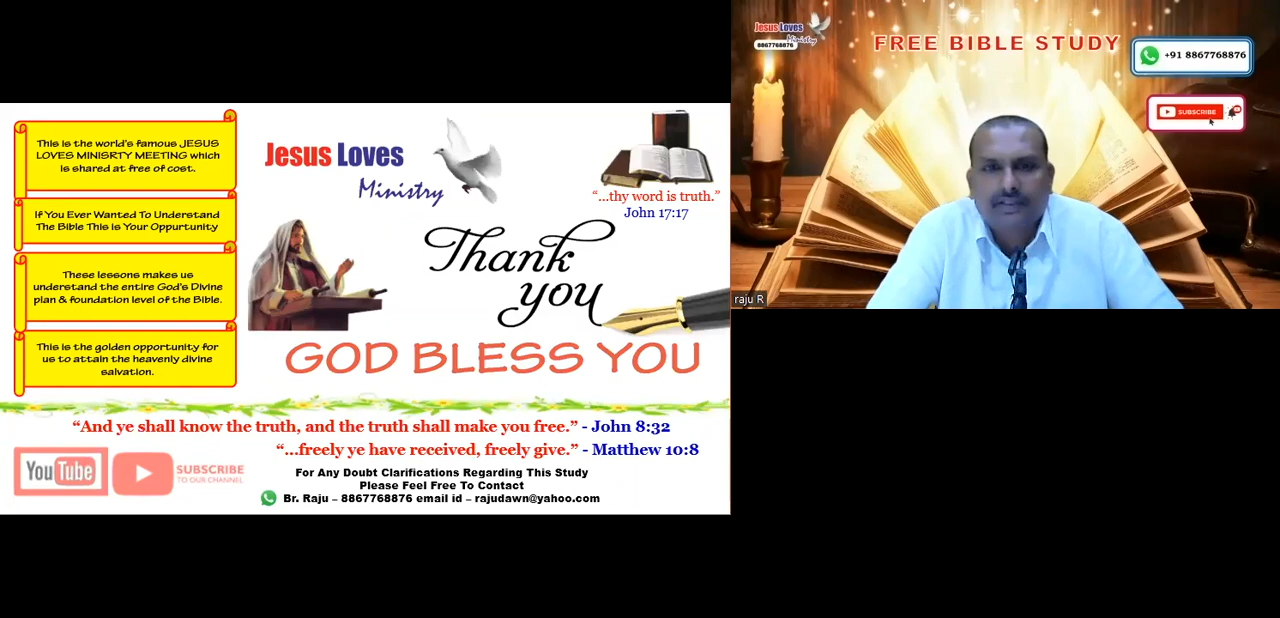 This is the world's famous JESUS
LOVES MINISRTY MEETING which
is shared at free of cost.
If You Ever Wanted To Understand
The Bible This is Your Oppurtunity
These lessons makes us
understand the entire God's Divine
plan & foundation level of the Bible.
This is the golden opportunity for
us to attain the heavenly divine
salvation.
Jesus Loves
Ministry
“...thy word is truth.”
John 17:17
Thank
you
GOD BLESS YOU
“And ye shall know the truth, and the truth shall make you free.” - John 8:32
“...freely ye have received, freely give.” - Matthew 10:8
YouTube
SUBSCRIBE
TO OUR CHANNEL
For Any Doubt Clarifications Regarding This Study
Please Feel Free To Contact
Br. Raju – 8867768876 email id – rajudawn@yahoo.com
Jesus Loves
Ministry
8867768876
FREE BIBLE STUDY
+91 8867768876
SUBSCRIBE
raju R